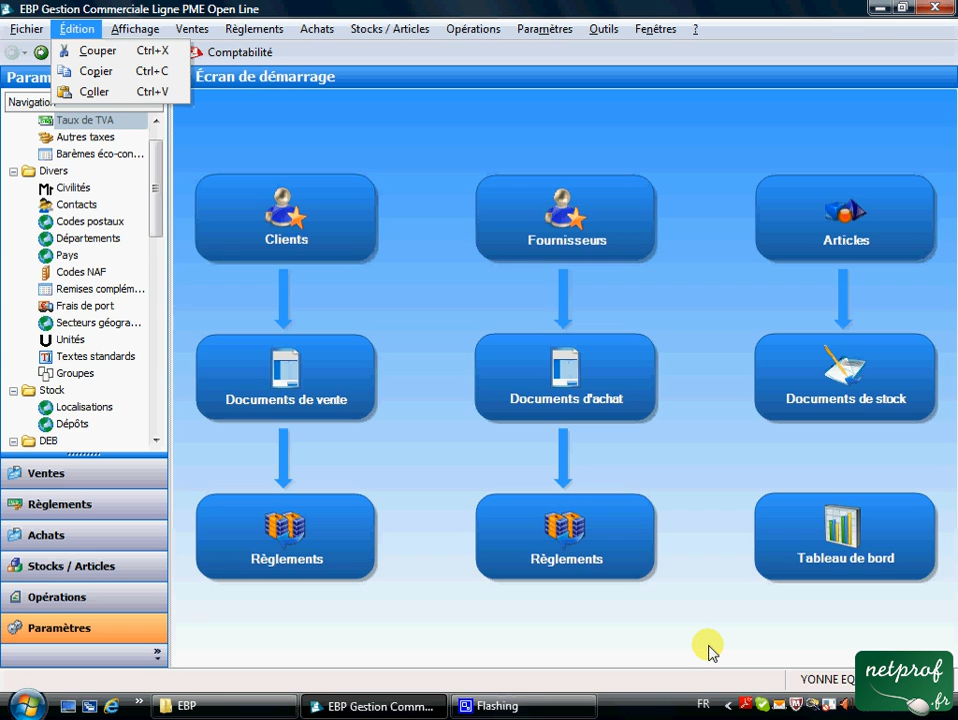 EBP Gestion Commerciale Ligne PME Open Line
Fichier Édition Affichage Ventes Règlements Achats Stocks / Articles Opérations Paramètres Outils Fenêtres ?
Couper Ctrl+X
Copier Ctrl+C
Coller Ctrl+V
Comptabilité
Écran de démarrage
Taux de TVA
Autres taxes
Barèmes éco-con...
Divers
Civilités
Contacts
Codes postaux
Départements
Pays
Codes NAF
Remises complém...
Frais de port
Secteurs géogra...
Unités
Textes standards
Groupes
Stock
Localisations
Dépôts
DEB
Ventes
Règlements
Achats
Stocks / Articles
Opérations
Paramètres
Clients
Fournisseurs
Articles
Documents de vente
Documents d'achat
Documents de stock
Règlements
Règlements
Tableau de bord
netprof
.fr
EBP
EBP Gestion Comm...
Flashing
FR